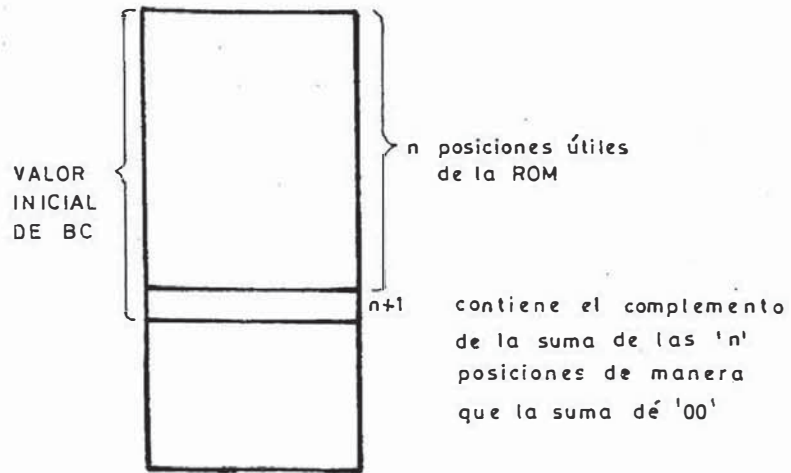 VALOR
INICIAL
DE BC
n posiciones útiles
de la ROM
n+1
contiene el complemento
de la suma de las 'n'
posiciones de manera
que la suma dé '00'